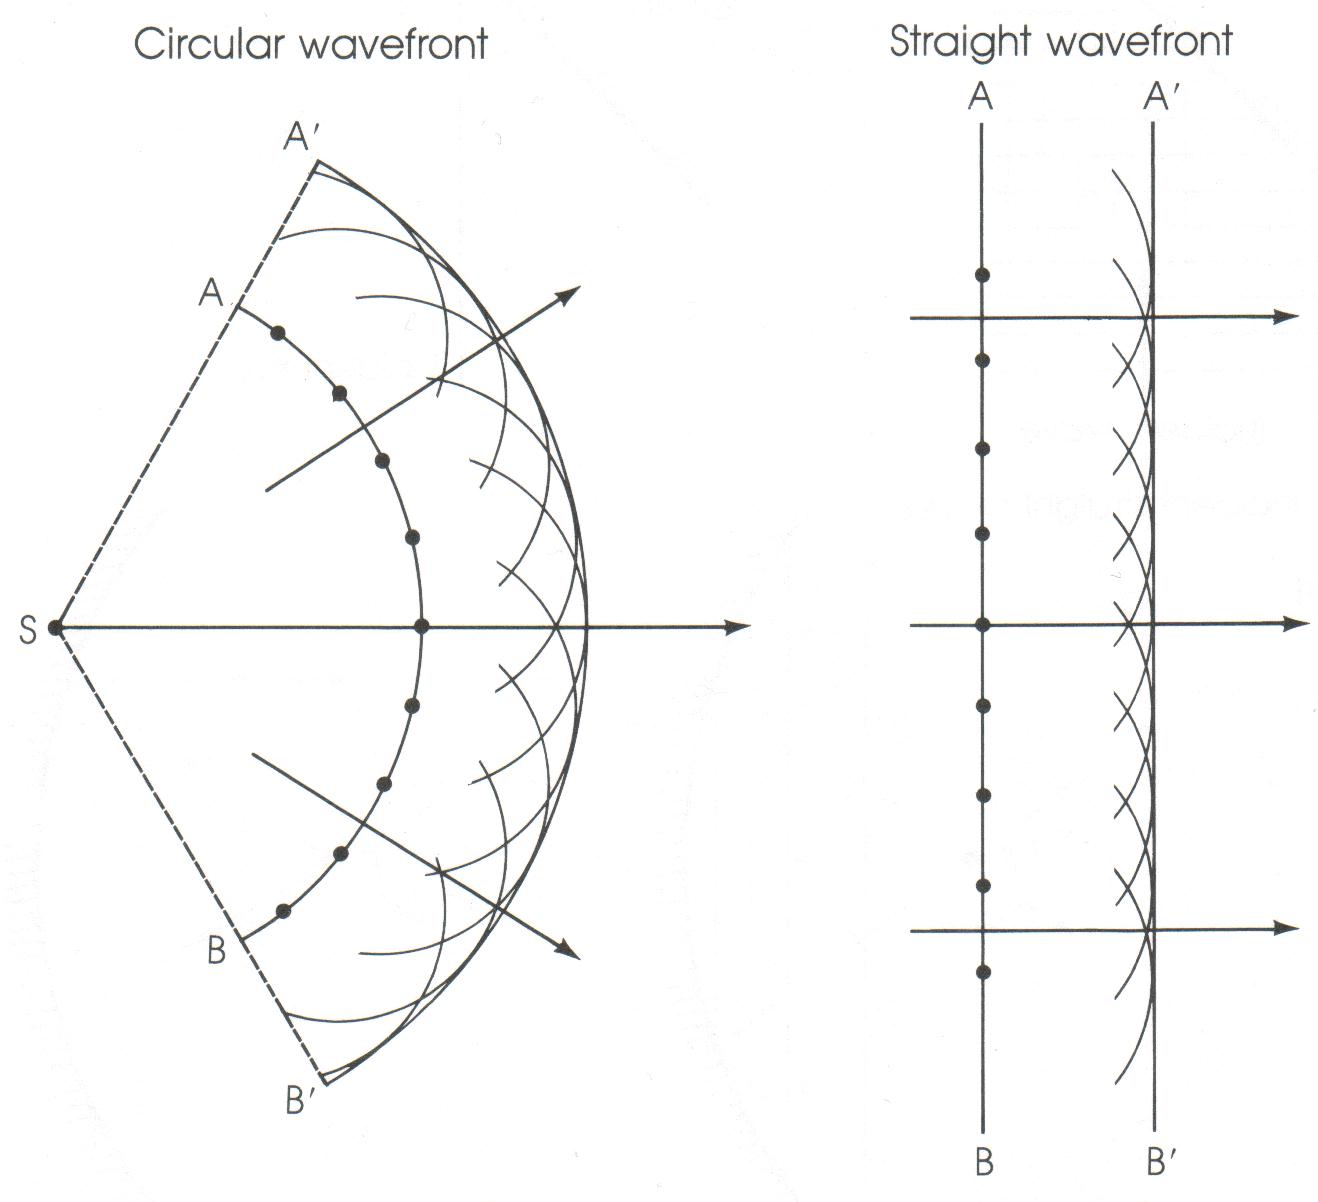 Circular wavefront
A′
A
S
B
B′
Straight wavefront
A A′
B B′